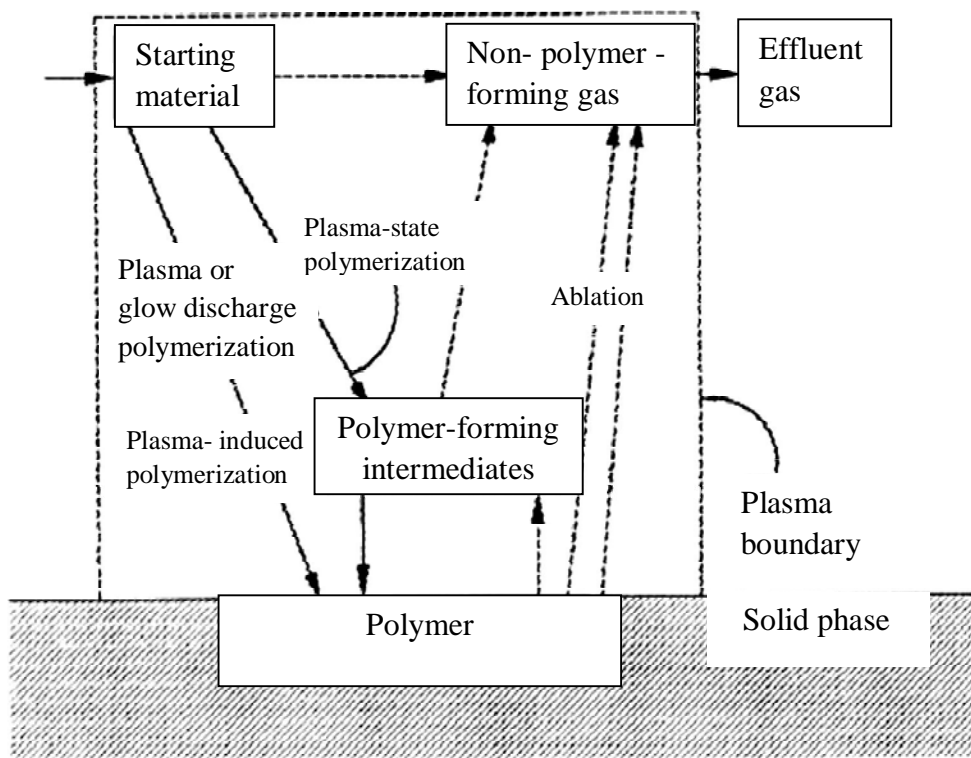 Starting
material
Non- polymer -
forming gas
Effluent
gas
Plasma-state
polymerization
Plasma or
glow discharge
polymerization
Ablation
Plasma- induced
polymerization
Polymer-forming
intermediates
Plasma
boundary
Polymer
Solid phase